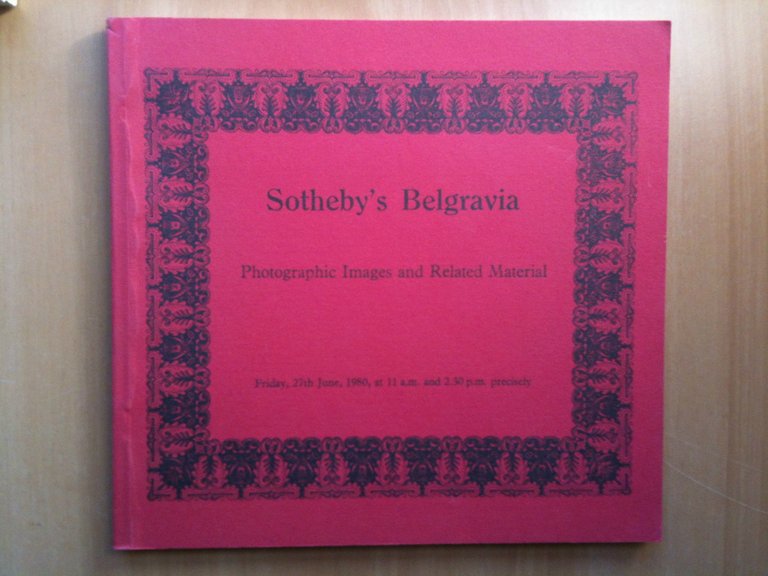 Sotheby's Belgravia
Photographic Images and Related Material
Friday, 27th June, 1980, at 11 a.m. and 2.30 p.m. precisely